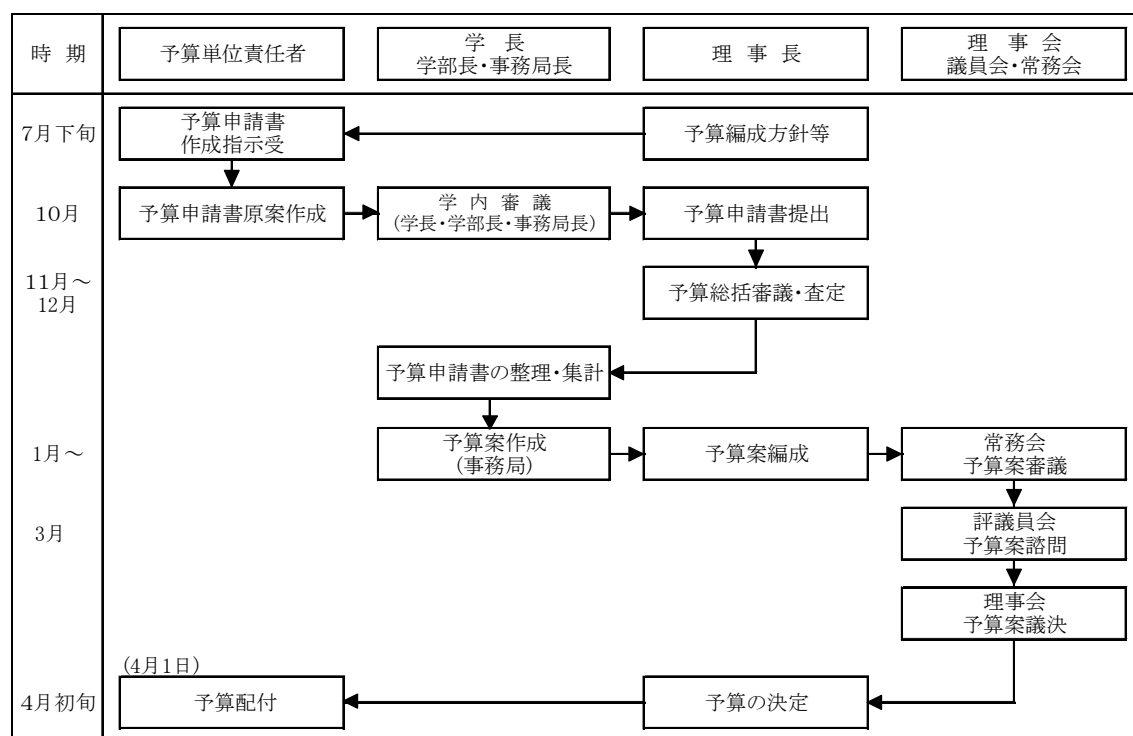 時 期
予算単位責任者
学 長
学部長・事務局長
理 事 長
理 事 会
議員会・常務会
7月下旬
予算申請書
作成指示受
予算編成方針等
10月
予算申請書原案作成
学 内 審 議
(学長・学部長・事務局長)
予算申請書提出
11月～
12月
予算総括審議・査定
予算申請書の整理・集計
1月～
予算案作成
(事務局)
予算案編成
常務会
予算案審議
3月
評議員会
予算案諮問
理事会
予算案議決
(4月1日)
4月初旬
予算配付
予算の決定